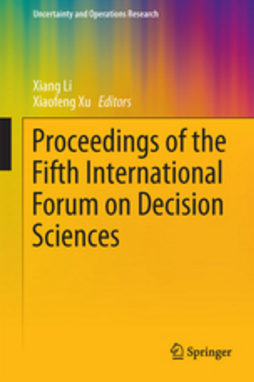 Uncertainty and Operations Research
Xiang Li
Xiaofeng Xu Editors
Proceedings of the
Fifth International
Forum on Decision
Sciences
Springer